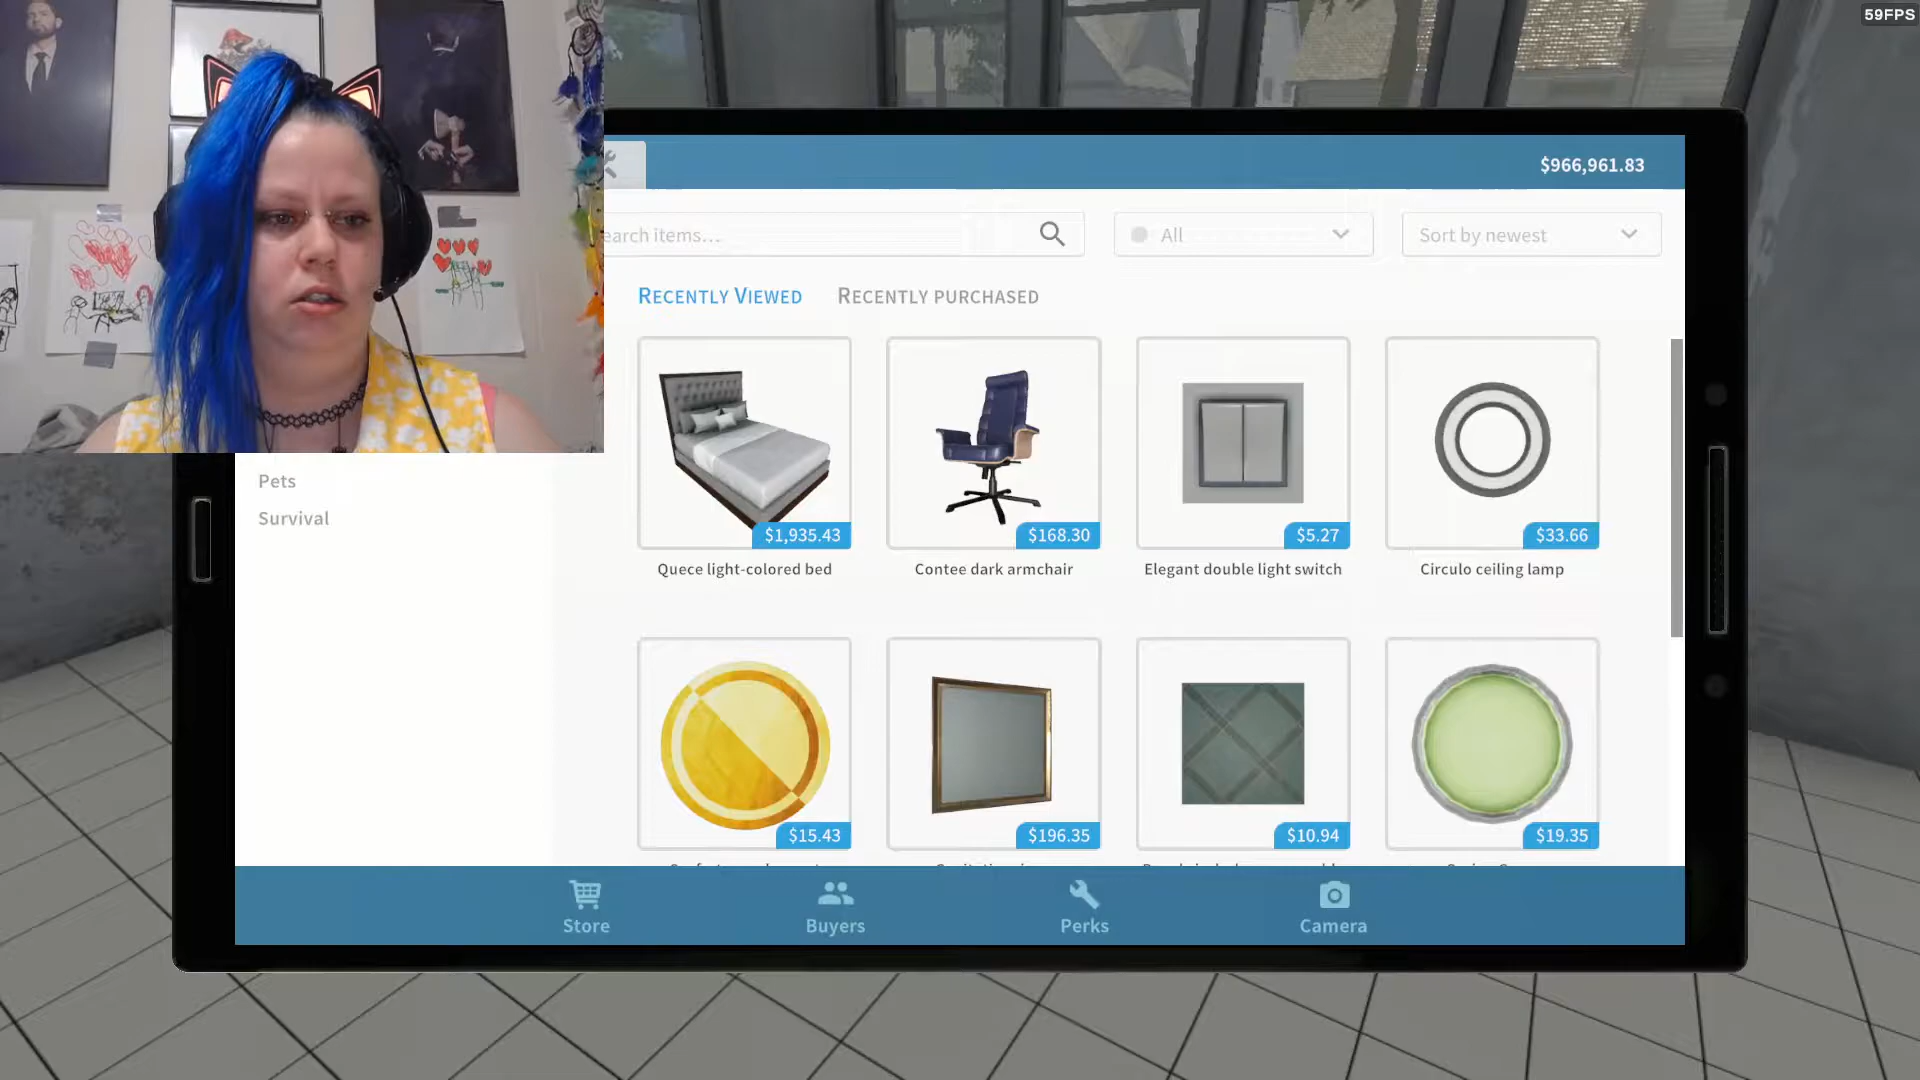 59FPS
$966,961.83
earch items...
All
Sort by newest
RECENTLY VIEWED
RECENTLY PURCHASED
Pets
Survival
$1,935.43
$168.30
$5.27
$33.66
Quece light-colored bed
Contee dark armchair
Elegant double light switch
Circulo ceiling lamp
$15.43
$196.35
$10.94
$19.35
Store
Buyers
Perks
Camera